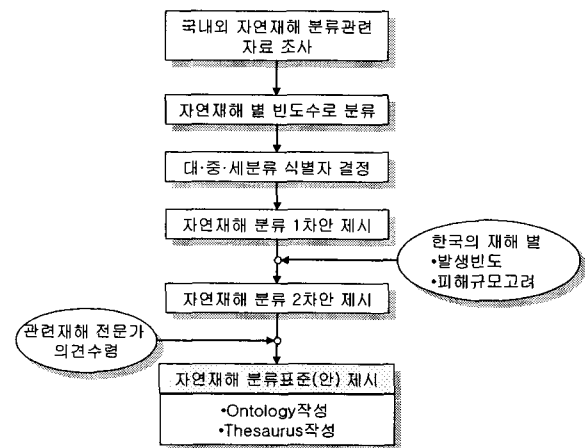 국내외 자연재해 분류관련
자료 조사
자연재해 별 빈도수로 분류
대·중·세분류 식별자 결정
자연재해 분류 1차안 제시
한국의 재해 별
•발생빈도
•피해규모고려
자연재해 분류 2차안 제시
관련재해 전문가
의견수령
자연재해 분류표준(안) 제시
•Ontology작성
•Thesaurus작성